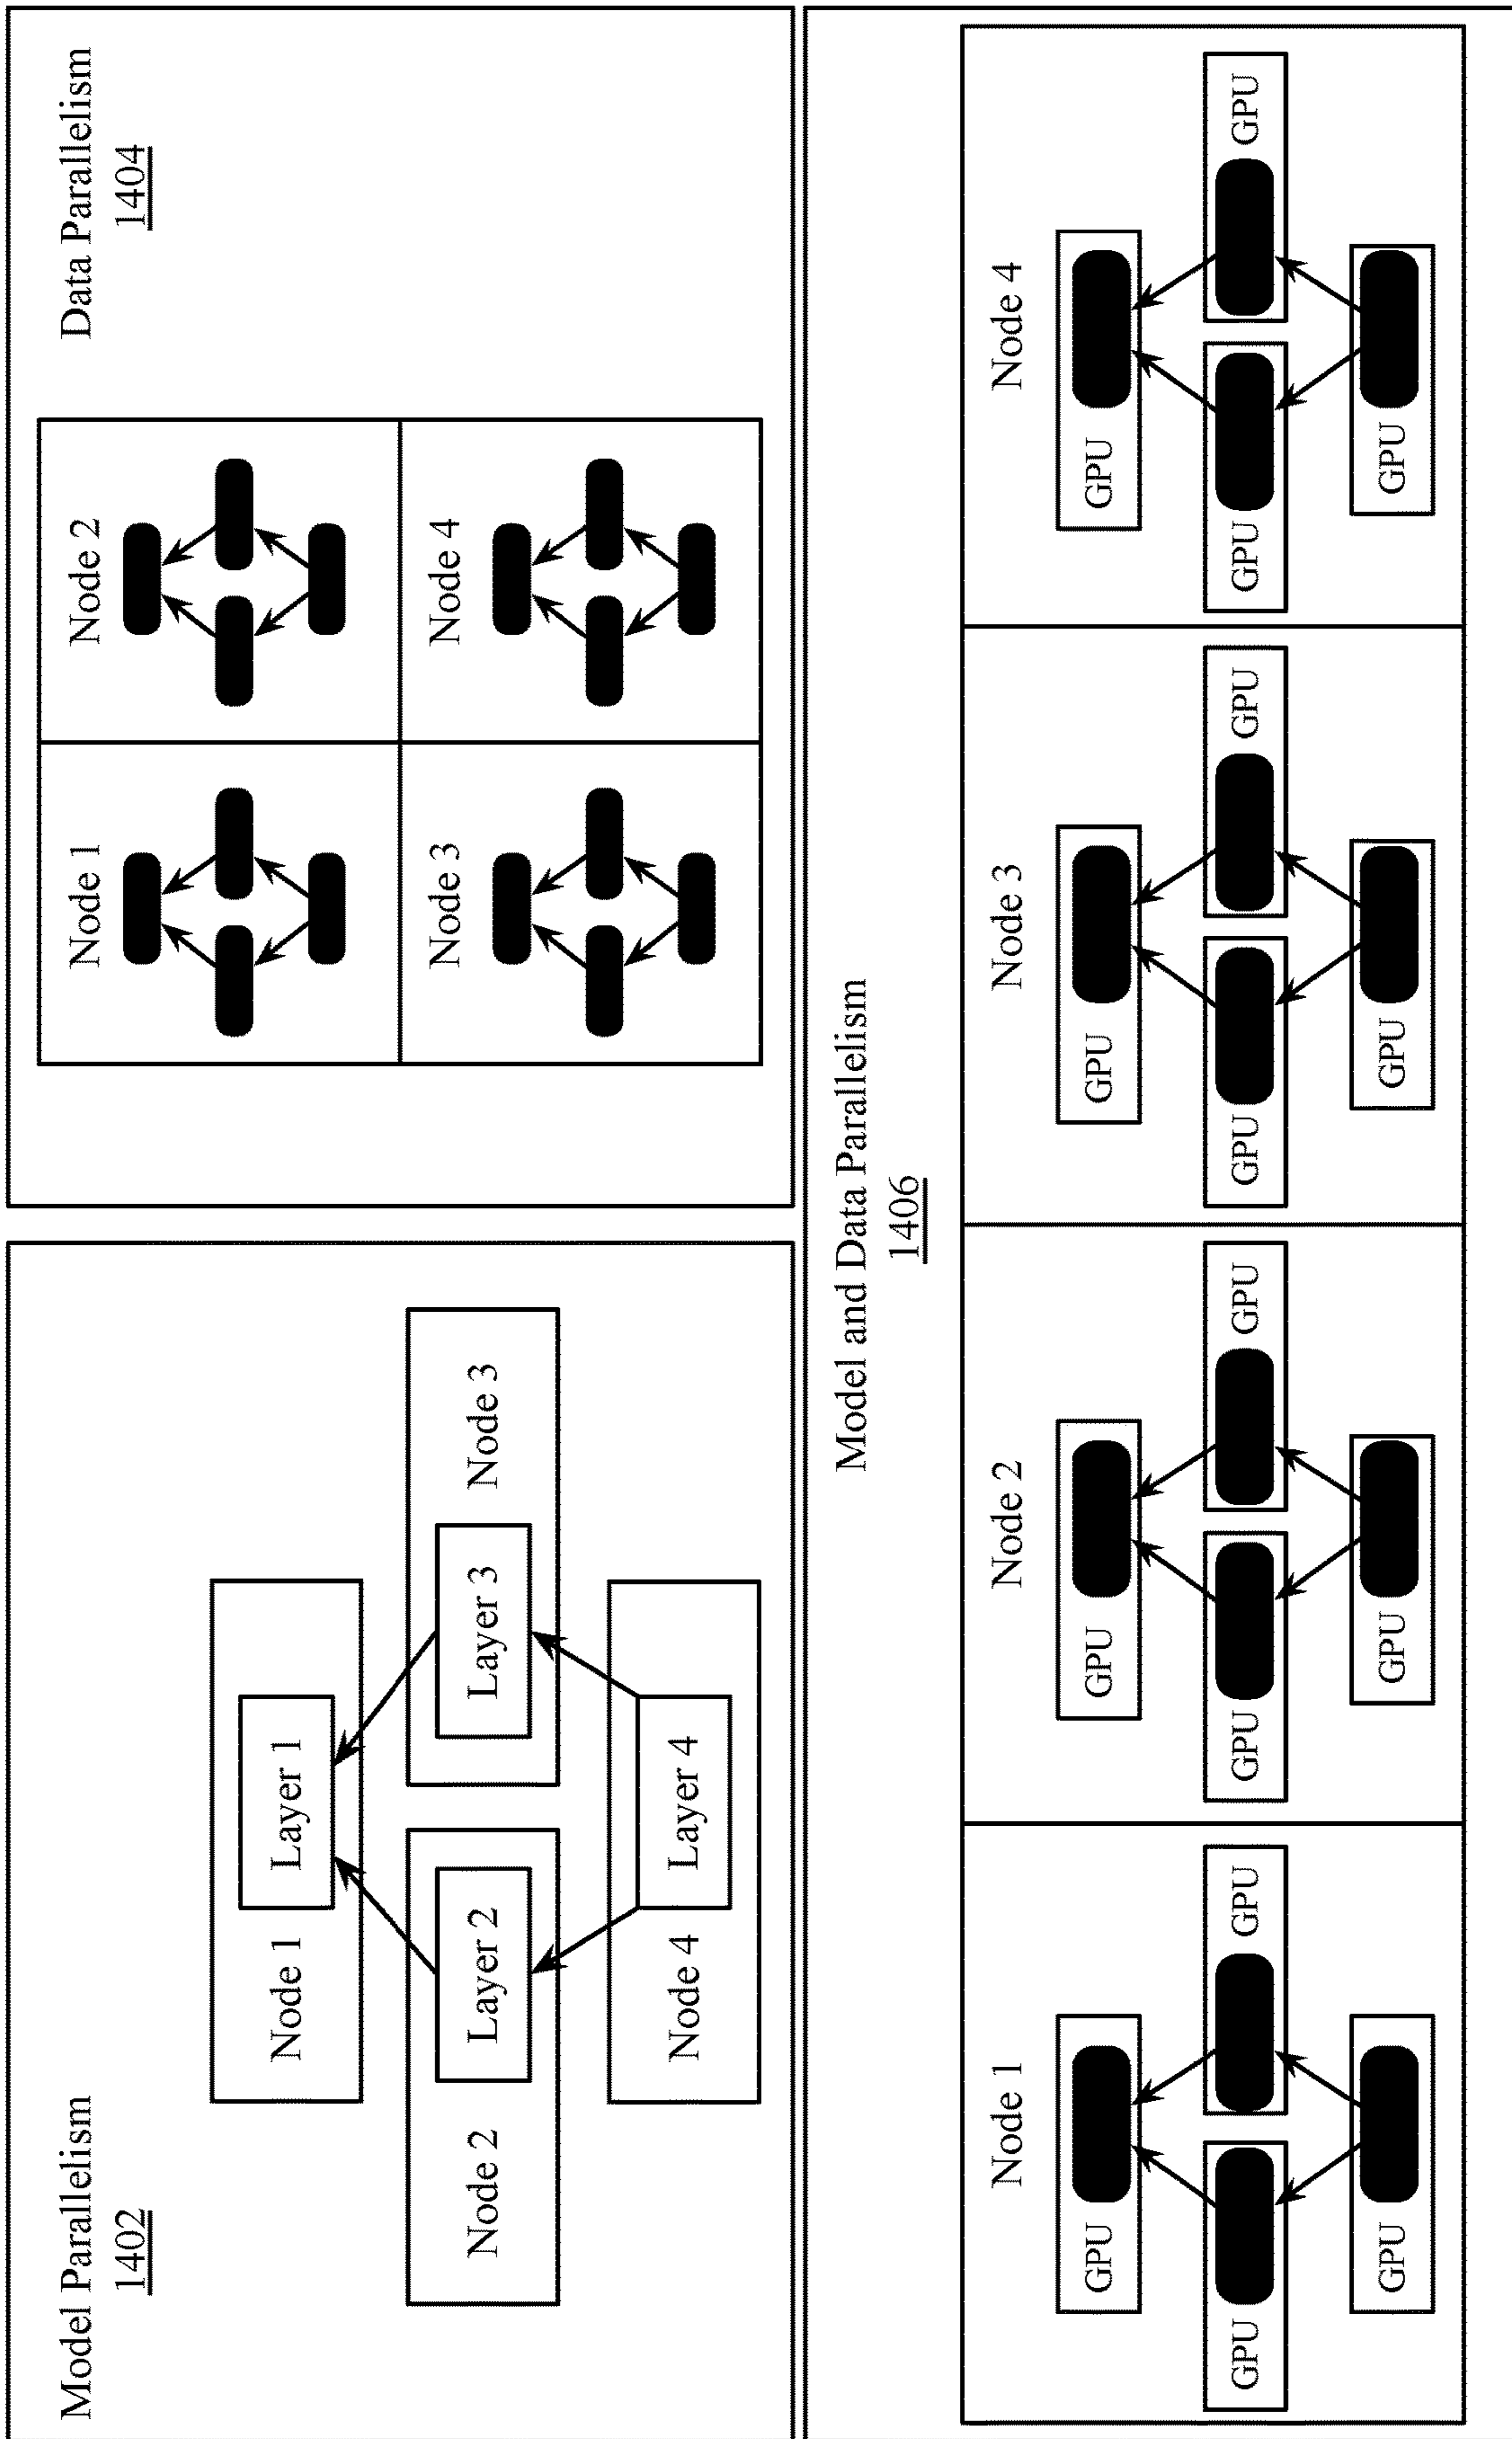 Model Parallelism
1402
Node 1
Layer 1
Node 2
Layer 2
Layer 3
Node 3
Node 4
Layer 4
Data Parallelism
1404
Node 1
Node 2
Node 3
Node 4
Model and Data Parallelism
1406
Node 1
GPU
GPU
GPU
GPU
Node 2
GPU
GPU
GPU
GPU
Node 3
GPU
GPU
GPU
GPU
Node 4
GPU
GPU
GPU
GPU